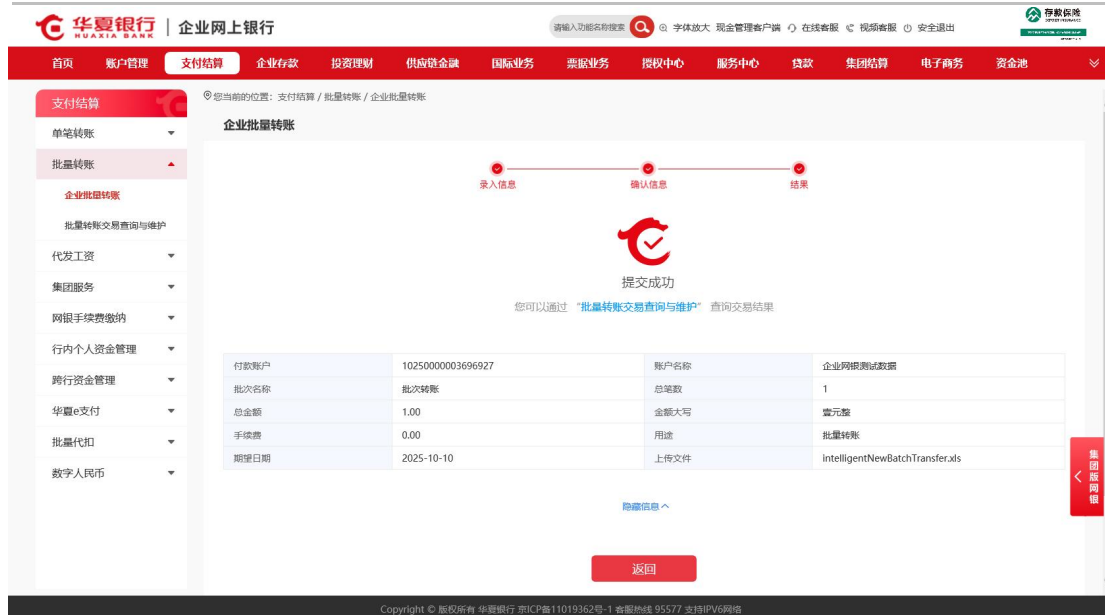 华夏银行 企业网上银行 请输入功能名称搜索 字体放大 现金管理客户端 在线客服 视频客服 安全退出 存款保险
HUAXIA BANK
首页 账户管理 支付结算 企业存款 投资理财 供应链金融 国际业务 票据业务 授权中心 服务中心 贷款 集团结算 电子商务 资金池
支付结算
您当前的位置：支付结算 / 批量转账 / 企业批量转账
企业批量转账
单笔转账
批量转账
企业批量转账
批量转账交易查询与维护
代发工资
集团服务
网银手续费缴纳
行内个人资金管理
跨行资金管理
华夏e支付
批量代扣
数字人民币
录入信息 确认信息 结果
提交成功
您可以通过 “批量转账交易查询与维护” 查询交易结果
付款账户 10250000003696927 账户名称 企业网银测试数据
批次名称 批次转账 总笔数 1
总金额 1.00 金额大写 壹元整
手续费 0.00 用途 批量转账
期望日期 2025-10-10 上传文件 intelligentNewBatchTransfer.xls
隐藏信息
返回
集团版网银
Copyright © 版权所有 华夏银行 京ICP备11019362号-1 客服热线 95577 支持IPV6网络